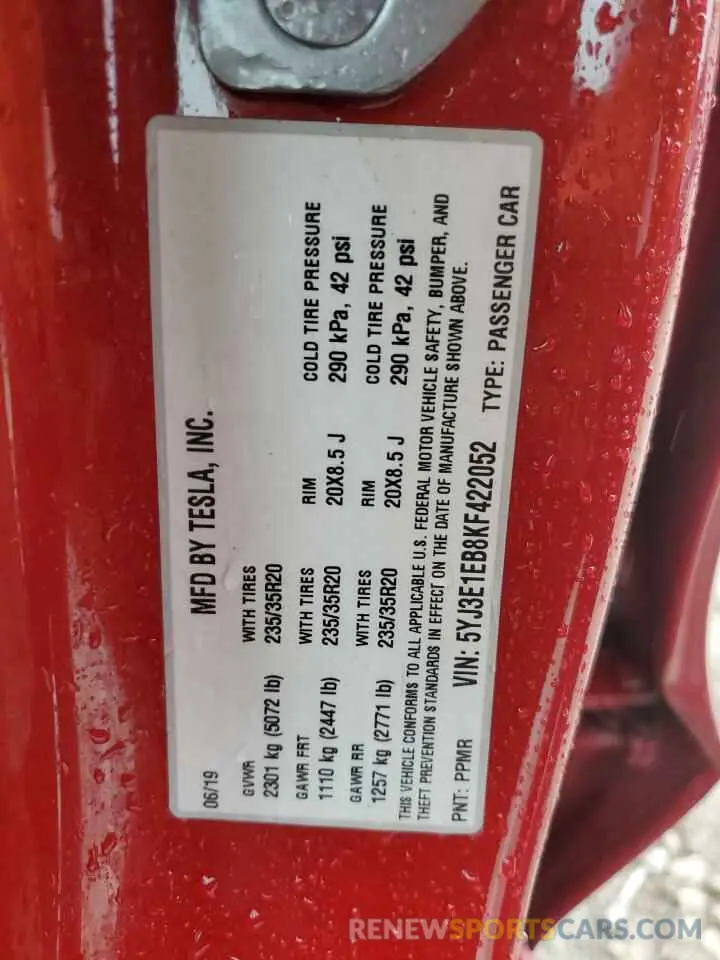 MFD BY TESLA, INC.
06/19
GVWR WITH TIRES
2301 kg (5072 lb) 235/35R20
GAWR FRT WITH TIRES RIM COLD TIRE PRESSURE
1110 kg (2447 lb) 235/35R20 20X8.5 J 290 kPa, 42 psi
GAWR RR WITH TIRES RIM COLD TIRE PRESSURE
1257 kg (2771 lb) 235/35R20 20X8.5 J 290 kPa, 42 psi
THIS VEHICLE CONFORMS TO ALL APPLICABLE U.S. FEDERAL MOTOR VEHICLE SAFETY, BUMPER, AND
THEFT PREVENTION STANDARDS IN EFFECT ON THE DATE OF MANUFACTURE SHOWN ABOVE.
PNT: PPMR VIN: 5YJ3E1EB8KF422052 TYPE: PASSENGER CAR
RENEWSPORTSCARS.COM